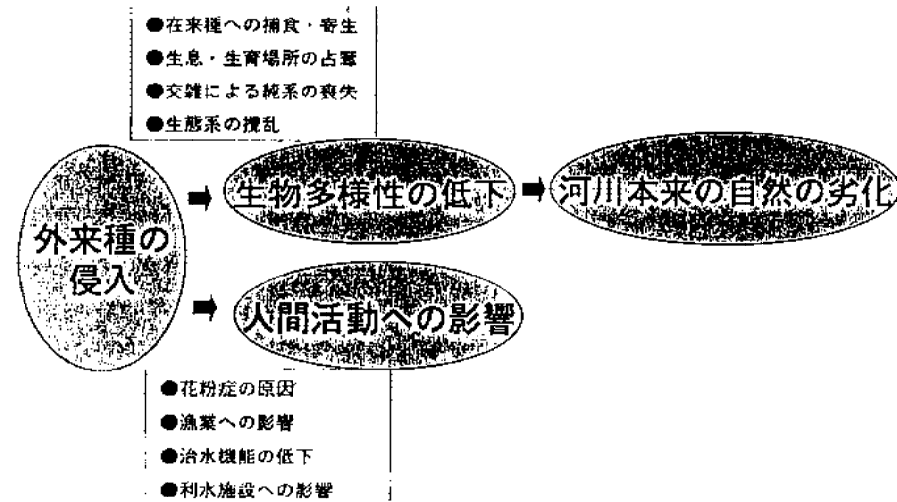 ●在来種への捕食・寄生
●生息・生育場所の占奪
●交雑による純系の喪失
●生態系の攪乱
外来種の
侵入
生物多様性の低下
河川本来の自然の劣化
人間活動への影響
●花粉症の原因
●漁業への影響
●治水機能の低下
●利水施設への影響